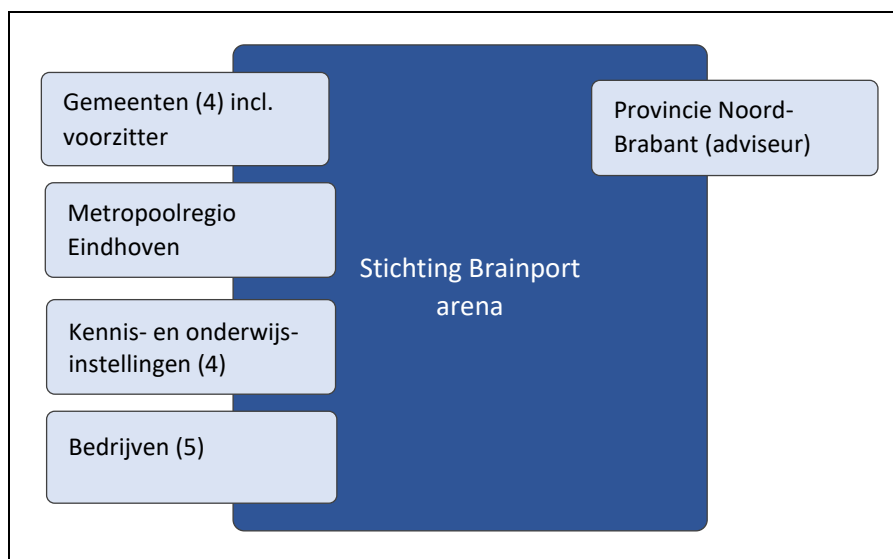 Gemeenten (4) incl.
voorzitter
Provincie Noord-
Brabant (adviseur)
Metropoolregio
Eindhoven
Stichting Brainport
arena
Kennis- en onderwijs-
instellingen (4)
Bedrijven (5)